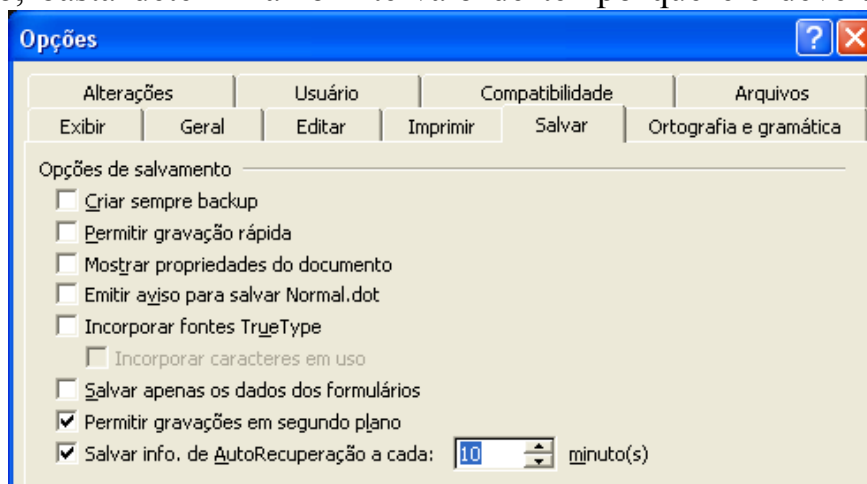 Opções
Alterações Usuário Compatibilidade Arquivos
Exibir Geral Editar Imprimir Salvar Ortografia e gramática
Opções de salvamento
Criar sempre backup
Permitir gravação rápida
Mostrar propriedades do documento
Emitir aviso para salvar Normal.dot
Incorporar fontes TrueType
Incorporar caracteres em uso
Salvar apenas os dados dos formulários
Permitir gravações em segundo plano
Salvar info. de AutoRecuperação a cada: 10 minuto(s)